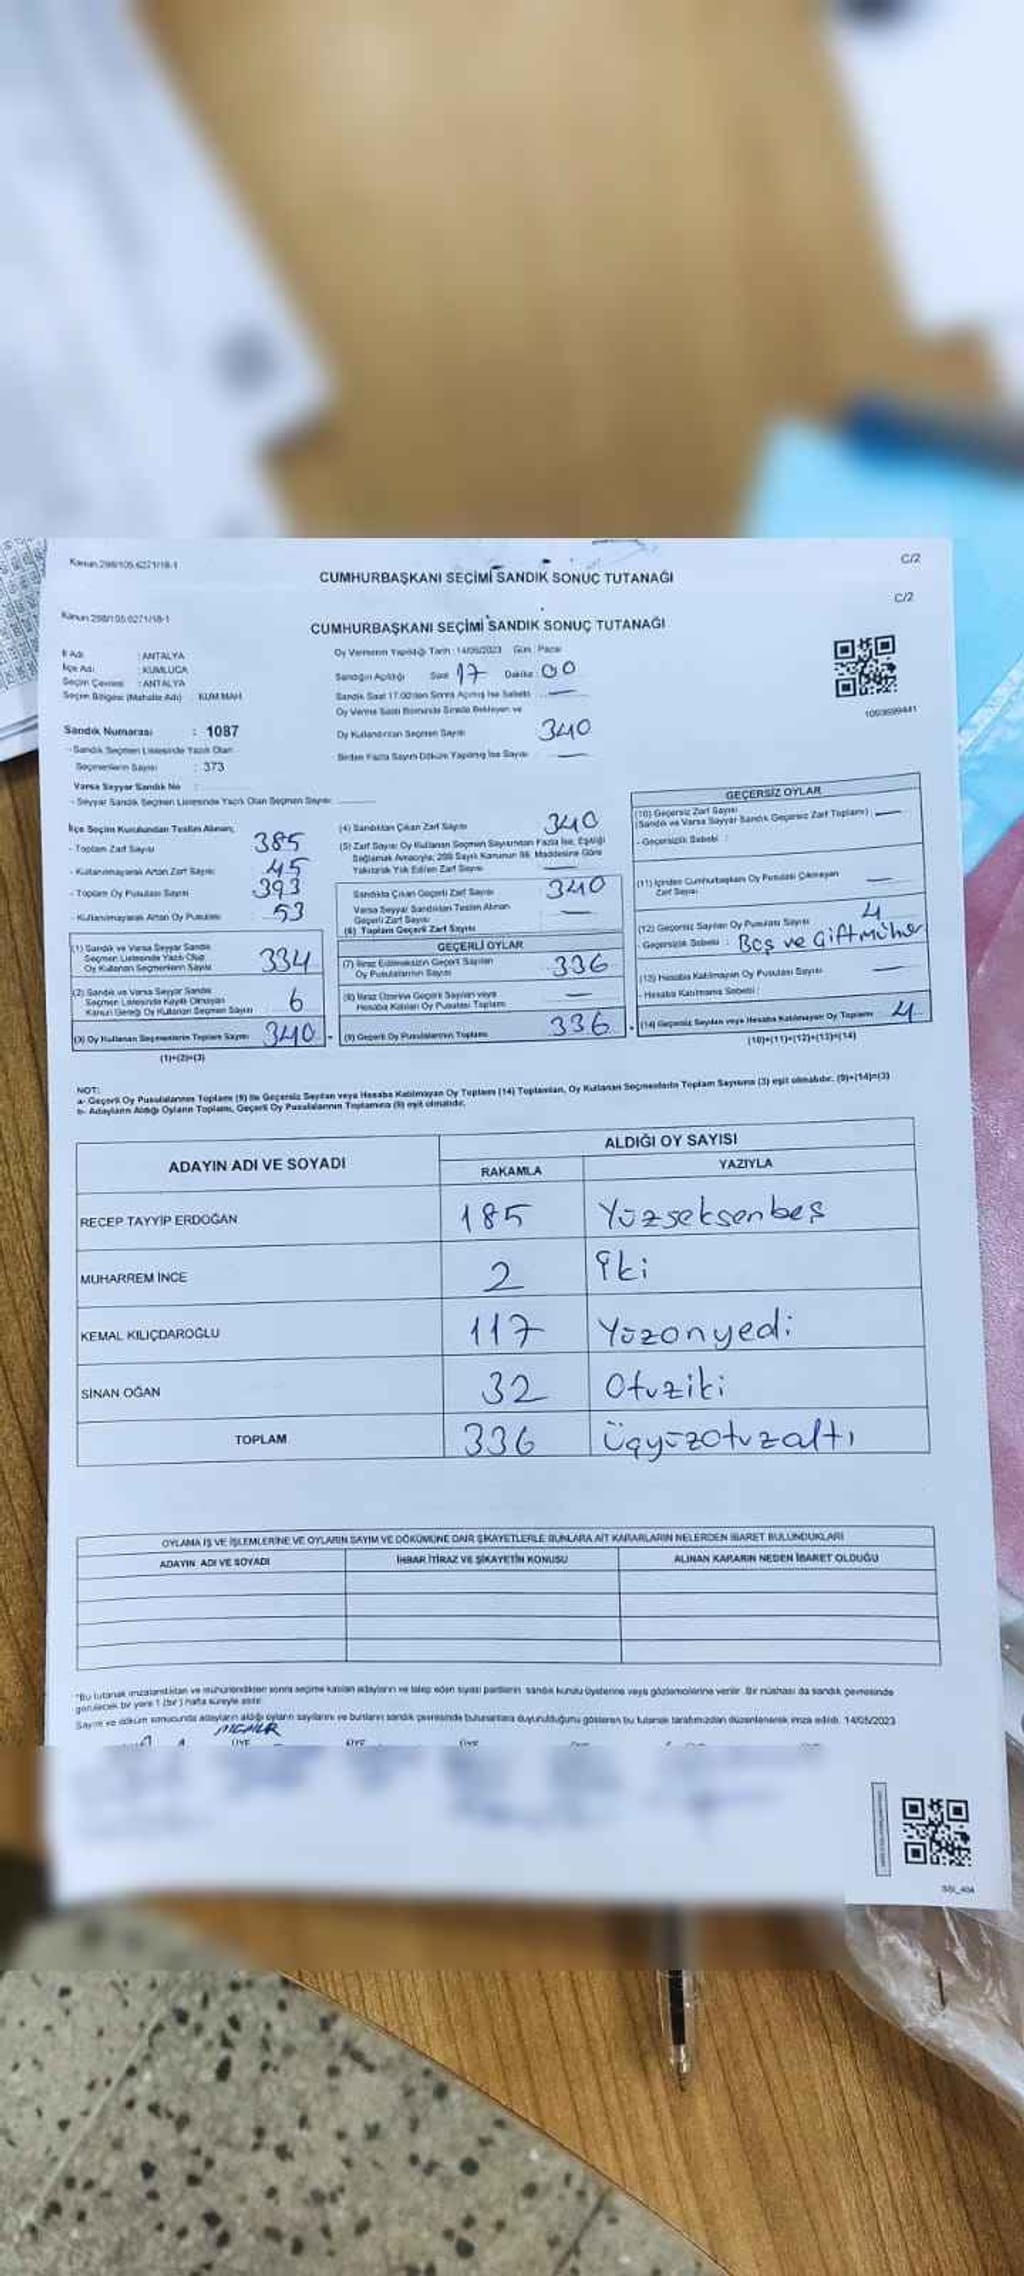 Kanun 298/105.6271/18-1
C/2
CUMHURBAŞKANI SEÇİMİ SANDIK SONUÇ TUTANAĞI
C/2
Kanun 298/105.6271/18-1
CUMHURBAŞKANI SEÇİMİ SANDIK SONUÇ TUTANAĞI
İl Adı : ANTALYA
İlçe Adı : KUMLUCA
Seçim Çevresi : ANTALYA
Seçim Bölgesi (Mahalle Adı) : KUM MAH.
Sandık Numarası : 1087
- Sandık Seçmen Listesinde Yazılı Olan
Seçmenlerin Sayısı : 373
Varsa Seyyar Sandık No :
- Seyyar Sandık Seçmen Listesinde Yazılı Olan Seçmen Sayısı:
Oy Vermenin Yapıldığı Tarih : 14/05/2023 Gün : Pazar
Sandığın Açıldığı Saat 17 Dakika : 00
Sandık Saat 17.00'den Sonra Açılmış İse Sebebi : —
Oy Verme Saati Bitiminde Sırada Bekleyen ve
Oy Kullandırılan Seçmen Sayısı 340
Birden Fazla Sayım Döküm Yapılmış İse Sayısı —
İlçe Seçim Kurulundan Teslim Alınan;
- Toplam Zarf Sayısı 385
- Kullanılmayarak Artan Zarf Sayısı : 45
- Toplam Oy Pusulası Sayısı 393
- Kullanılmayarak Artan Oy Pusulası : 53
(1) Sandık ve Varsa Seyyar Sandık
Seçmen Listesinde Yazılı Olup
Oy Kullanan Seçmenlerin Sayısı 334
(2) Sandık ve Varsa Seyyar Sandık
Seçmen Listesinde Kayıtlı Olmayan
Kanun Gereği Oy Kullanan Seçmen Sayısı 6
(3) Oy Kullanan Seçmenlerin Toplam Sayısı 340
(1)+(2)=(3)
(4) Sandıktan Çıkan Zarf Sayısı 340
(5) Zarf Sayısı Oy Kullanan Seçmen Sayısından Fazla İse, Eşitliği
Sağlamak Amacıyla; 298 Sayılı Kanunun 98. Maddesine Göre
Yakılarak Yok Edilen Zarf Sayısı —
Sandıkta Çıkan Geçerli Zarf Sayısı 340
Varsa Seyyar Sandıktan Teslim Alınan
Geçerli Zarf Sayısı —
(6) Toplam Geçerli Zarf Sayısı
GEÇERLİ OYLAR
(7) İtiraz Edilmeksizin Geçerli Sayılan
Oy Pusulalarının Sayısı 336
(8) İtiraz Üzerine Geçerli Sayılan veya
Hesaba Katılan Oy Pusulası Toplamı —
(9) Geçerli Oy Pusulalarının Toplamı 336
1093699441
GEÇERSİZ OYLAR
(10) Geçersiz Zarf Sayısı
(Sandık ve Varsa Seyyar Sandık Geçersiz Zarf Toplamı) —
- Geçersizlik Sebebi :
(11) İçinden Cumhurbaşkanı Oy Pusulası Çıkmayan
Zarf Sayısı —
(12) Geçersiz Sayılan Oy Pusulası Sayısı 4
- Geçersizlik Sebebi : Boş ve Çift mühür
(13) Hesaba Katılmayan Oy Pusulası Sayısı —
- Hesaba Katılmama Sebebi :
(14) Geçersiz Sayılan veya Hesaba Katılmayan Oy Toplamı 4
(10)+(11)+(12)+(13)=(14)
NOT:
a- Geçerli Oy Pusulalarının Toplamı (9) ile Geçersiz Sayılan veya Hesaba Katılmayan Oy Toplamı (14) Toplamları, Oy Kullanan Seçmenlerin Toplam Sayısına (3) eşit olmalıdır. (9)+(14)=(3)
b- Adayların Aldığı Oyların Toplamı, Geçerli Oy Pusulalarının Toplamına (9) eşit olmalıdır.
ADAYIN ADI VE SOYADI
ALDIĞI OY SAYISI
RAKAMLA YAZIYLA
RECEP TAYYİP ERDOĞAN 185 Yüzseksenbeş
MUHARREM İNCE 2 İki
KEMAL KILIÇDAROĞLU 117 Yüzonyedi
SİNAN OĞAN 32 Otuziki
TOPLAM 336 Üçyüzotuzaltı
OYLAMA İŞ VE İŞLEMLERİNE VE OYLARIN SAYIM VE DÖKÜMÜNE DAİR ŞİKAYETLERLE BUNLARA AİT KARARLARIN NELERDEN İBARET BULUNDUKLARI
ADAYIN ADI VE SOYADI İHBAR İTİRAZ VE ŞİKAYETİN KONUSU ALINAN KARARIN NEDEN İBARET OLDUĞU
*Bu tutanak imzalandıktan ve mühürlendikten sonra seçime katılan adayların ve talep eden siyasi partilerin sandık kurulu üyelerine veya gözlemcilerine verilir. Bir nüshası da sandık çevresinde
görülecek bir yere 1 (bir) hafta süreyle asılır.
Sayım ve döküm sonucunda adayların aldığı oyların sayılarını ve bunların sandık çevresinde bulunanlara duyurulduğunu gösteren bu tutanak tarafımızdan düzenlenerek imza edildi. 14/05/2023
ÜYE ÜYE ÜYE